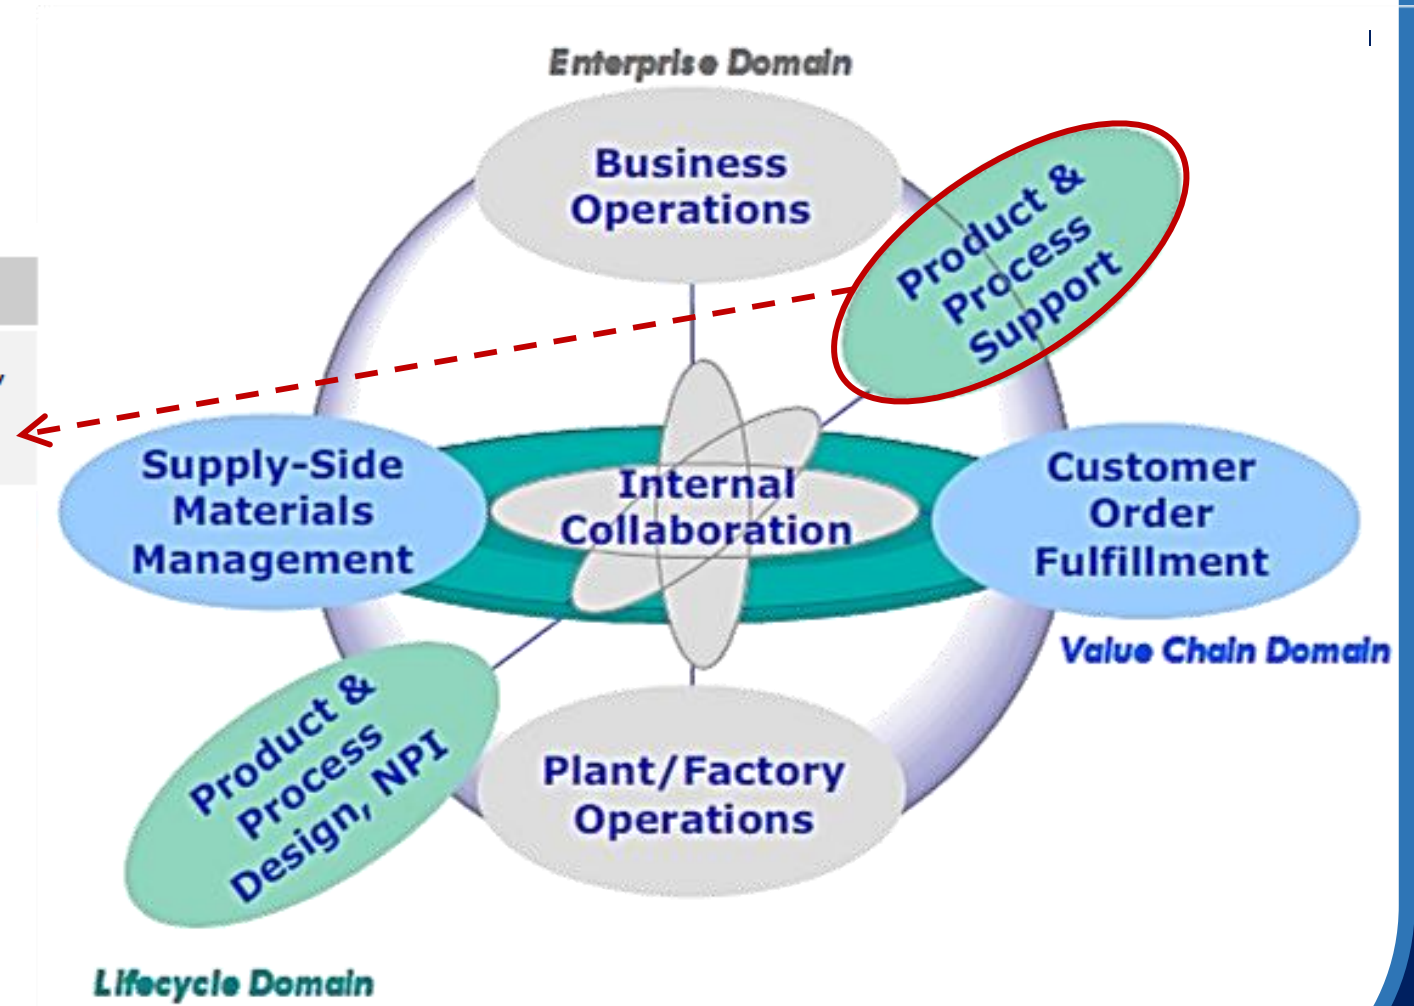 Enterprise Domain
Business
Operations
Product &
Process
Support
Supply-Side
Materials
Management
Internal
Collaboration
Customer
Order
Fulfillment
Value Chain Domain
Product &
Process
Design, NPI
Plant/Factory
Operations
Lifecycle Domain